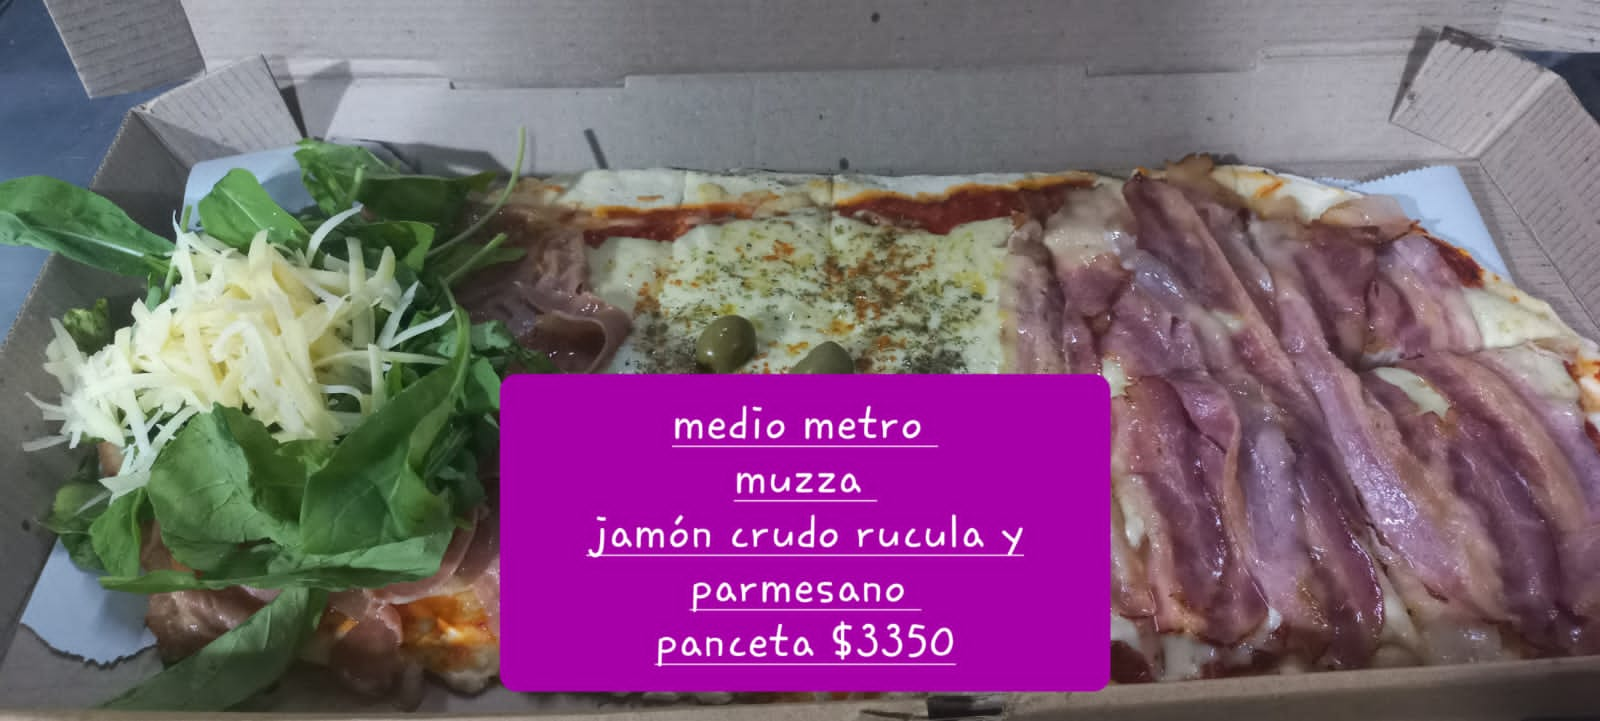 medio metro
muzza
jamón crudo rucula y
parmesano
panceta $3350